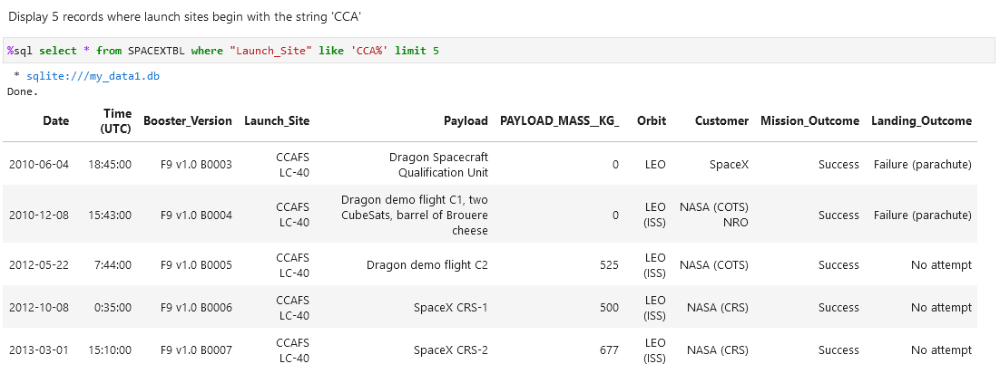 Display 5 records where launch sites begin with the string 'CCA'
%sql select * from SPACEXTBL where "Launch_Site" like 'CCA%' limit 5
* sqlite:///my_data1.db
Done.
Date Time (UTC) Booster_Version Launch_Site Payload PAYLOAD_MASS__KG_ Orbit Customer Mission_Outcome Landing_Outcome
2010-06-04 18:45:00 F9 v1.0 B0003 CCAFS LC-40 Dragon Spacecraft Qualification Unit 0 LEO SpaceX Success Failure (parachute)
2010-12-08 15:43:00 F9 v1.0 B0004 CCAFS LC-40 Dragon demo flight C1, two CubeSats, barrel of Brouere cheese 0 LEO (ISS) NASA (COTS) NRO Success Failure (parachute)
2012-05-22 7:44:00 F9 v1.0 B0005 CCAFS LC-40 Dragon demo flight C2 525 LEO (ISS) NASA (COTS) Success No attempt
2012-10-08 0:35:00 F9 v1.0 B0006 CCAFS LC-40 SpaceX CRS-1 500 LEO (ISS) NASA (CRS) Success No attempt
2013-03-01 15:10:00 F9 v1.0 B0007 CCAFS LC-40 SpaceX CRS-2 677 LEO (ISS) NASA (CRS) Success No attempt